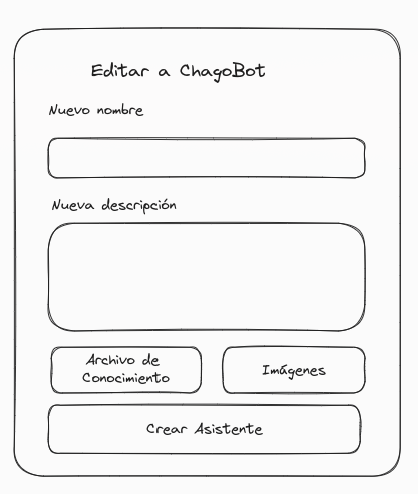 Editar a ChagoBot
Nuevo nombre
Nueva descripción
Archivo de
Conocimiento
Imágenes
Crear Asistente